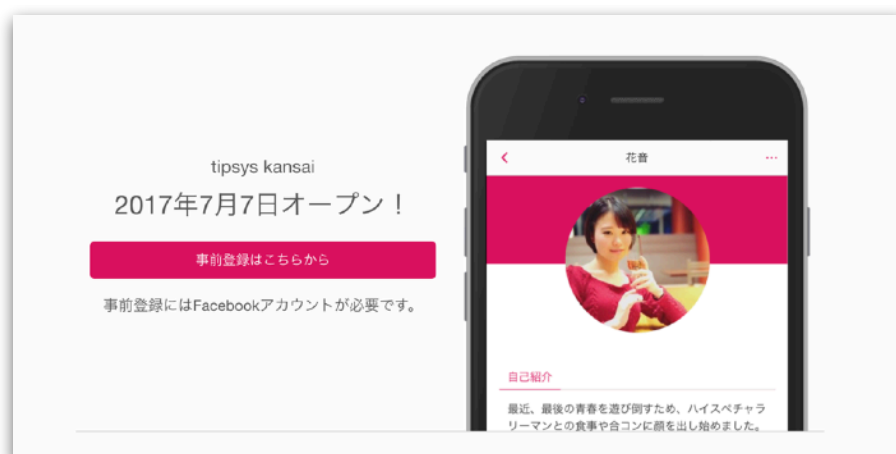 tipsys kansai
2017年7月7日オープン！
事前登録はこちらから
事前登録にはFacebookアカウントが必要です。
花音
自己紹介
最近、最後の青春を遊び倒すため、ハイスペチャラ
リーマンとの食事や合コンに顔を出し始めました。